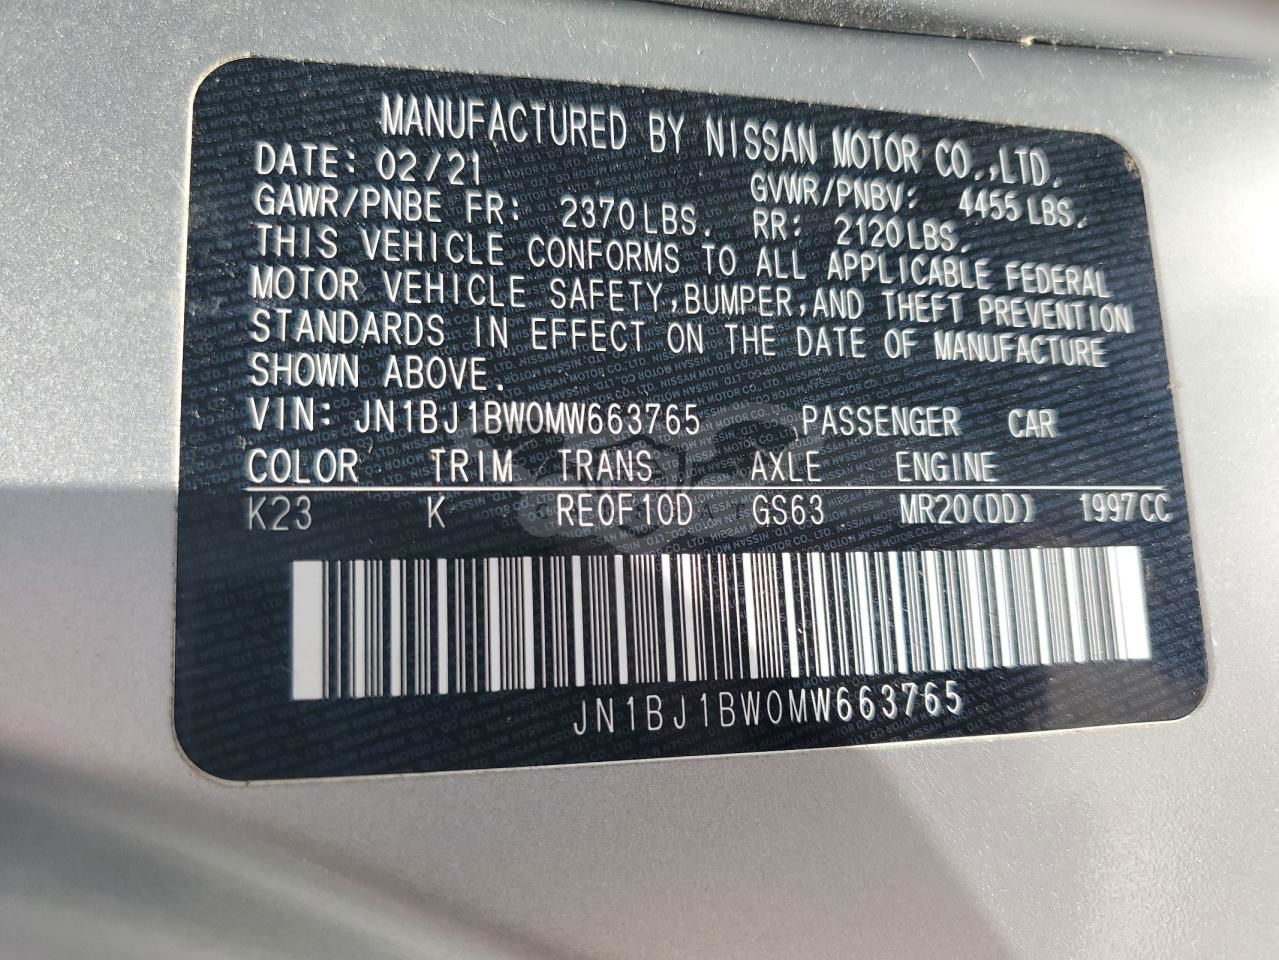 MANUFACTURED BY NISSAN MOTOR CO.,LTD.
DATE: 02/21 GVWR/PNBV: 4455LBS.
GAWR/PNBE FR: 2370LBS. RR: 2120LBS.
THIS VEHICLE CONFORMS TO ALL APPLICABLE FEDERAL
MOTOR VEHICLE SAFETY,BUMPER,AND THEFT PREVENTION
STANDARDS IN EFFECT ON THE DATE OF MANUFACTURE
SHOWN ABOVE.
VIN: JN1BJ1BW0MW663765 PASSENGER CAR
COLOR TRIM TRANS AXLE ENGINE
K23 K RE0F10D GS63 MR20(DD) 1997CC
JN1BJ1BW0MW663765